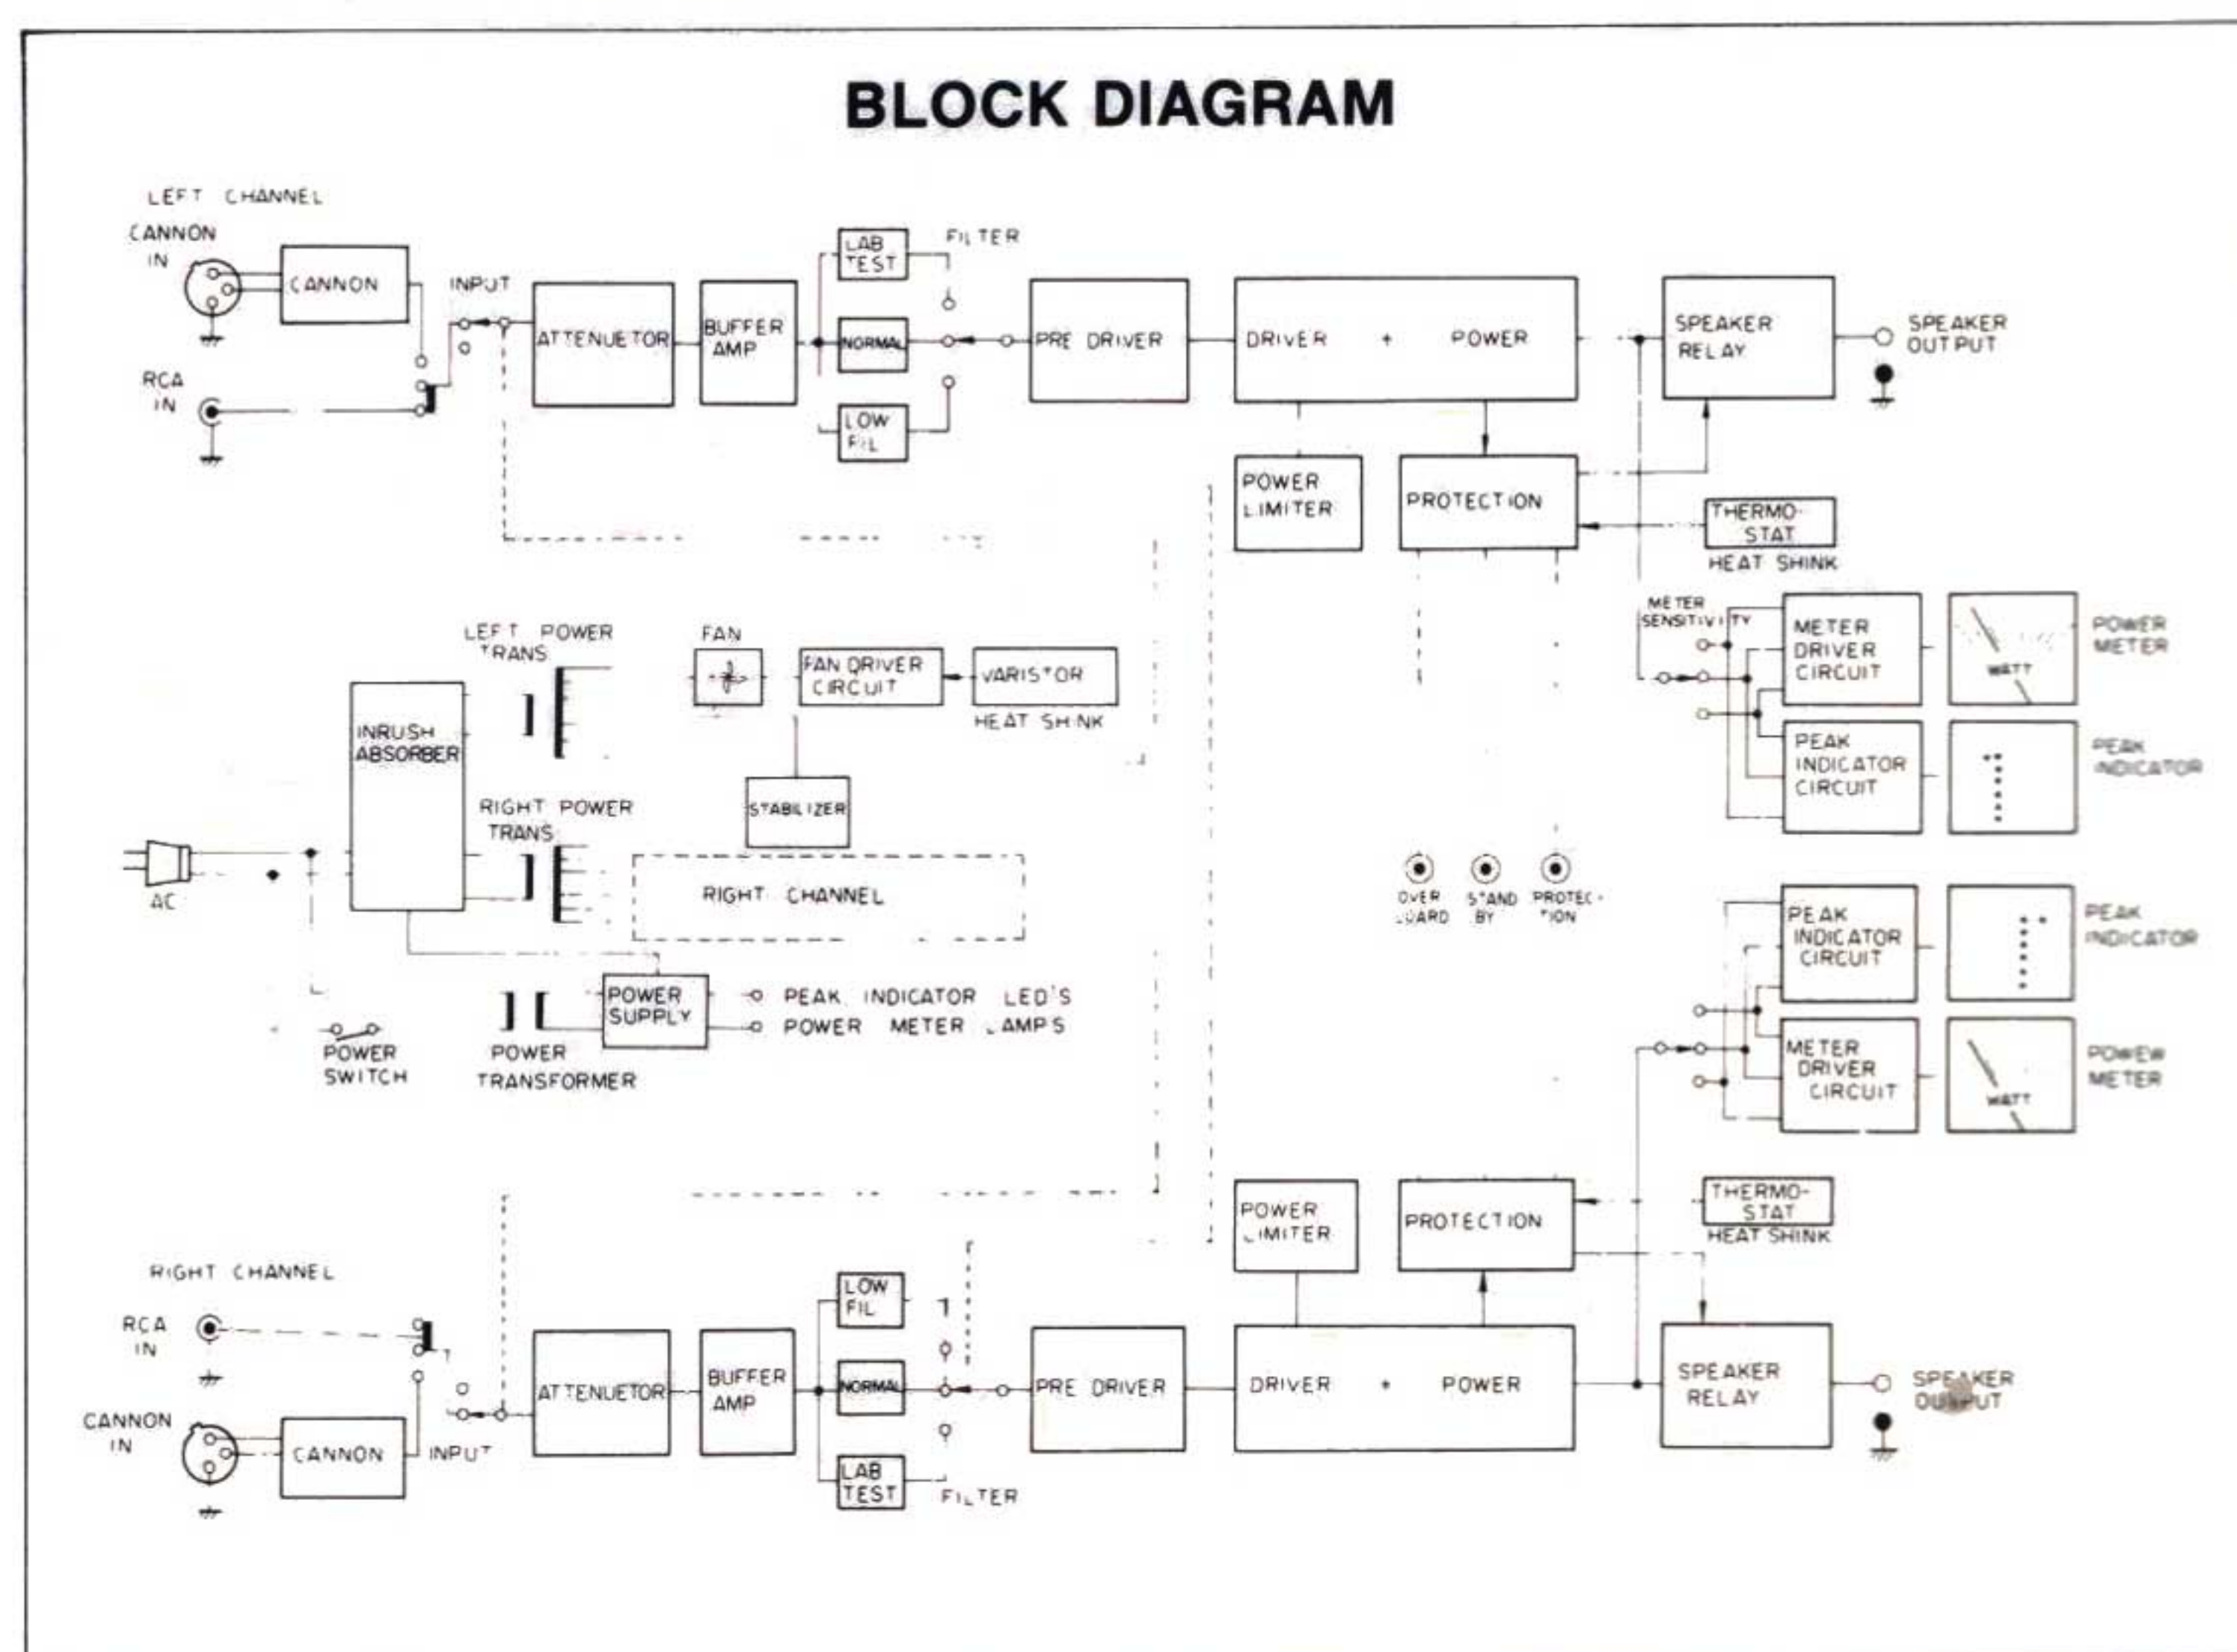 BLOCK DIAGRAM
LEFT CHANNEL
CANNON
IN
CANNON
RCA
IN
INPUT
ATTENUETOR
BUFFER
AMP
LAB
TEST
FILTER
NORMAL
LOW
FIL
PRE DRIVER
DRIVER + POWER
SPEAKER
RELAY
SPEAKER
OUTPUT
POWER
LIMITER
PROTECTION
THERMO-
STAT
HEAT SHINK
METER
SENSITIVITY
METER
DRIVER
CIRCUIT
WATT
POWER
METER
PEAK
INDICATOR
CIRCUIT
PEAK
INDICATOR
LEFT POWER
TRANS
FAN
FAN DRIVER
CIRCUIT
VARISTOR
HEAT SHINK
INRUSH
ABSORBER
STABILIZER
RIGHT POWER
TRANS
AC
RIGHT CHANNEL
OVER
STAND
BY
PROTEC-
TION
PEAK
INDICATOR
CIRCUIT
PEAK
INDICATOR
POWER
SUPPLY
PEAK INDICATOR LED'S
POWER METER LAMPS
POWER
SWITCH
POWER
TRANSFORMER
METER
DRIVER
CIRCUIT
WATT
POWEW
METER
POWER
LIMITER
PROTECTION
THERMO-
STAT
HEAT SHINK
RIGHT CHANNEL
RCA
IN
CANNON
IN
CANNON
INPUT
ATTENUETOR
BUFFER
AMP
LOW
FIL
NORMAL
LAB
TEST
FILTER
PRE DRIVER
DRIVER + POWER
SPEAKER
RELAY
SPEAKER
OUTPUT